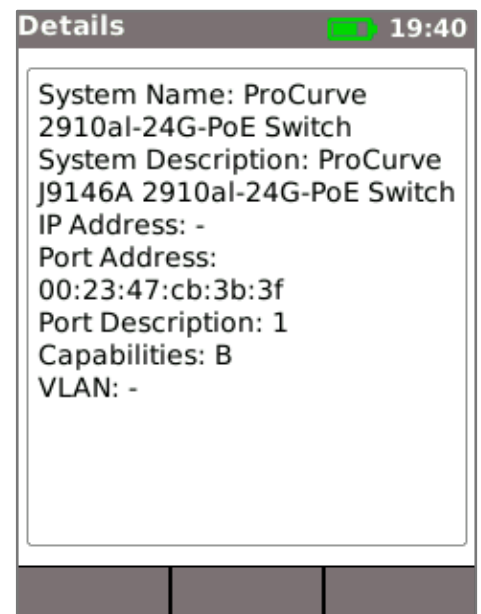 Details
19:40
System Name: ProCurve
2910al-24G-PoE Switch
System Description: ProCurve
J9146A 2910al-24G-PoE Switch
IP Address: -
Port Address:
00:23:47:cb:3b:3f
Port Description: 1
Capabilities: B
VLAN: -